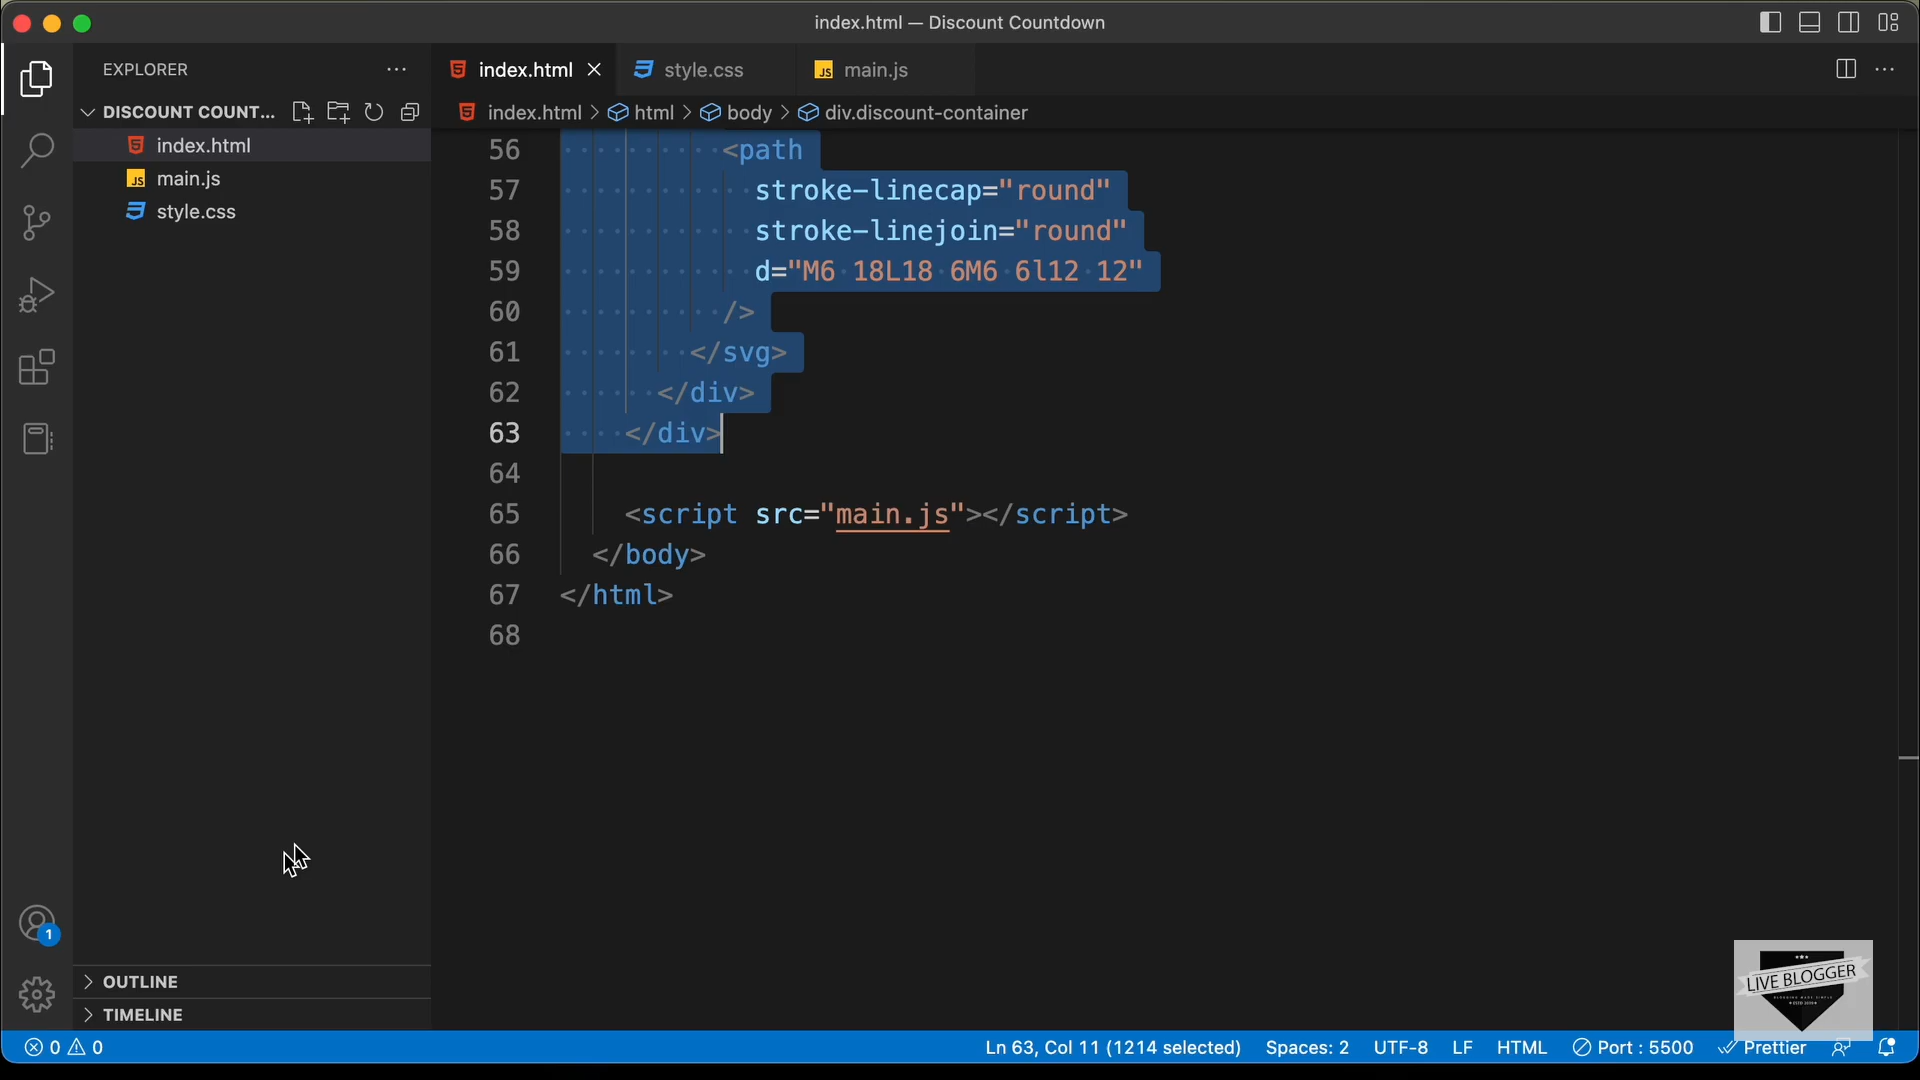 index.html — Discount Countdown
EXPLORER
index.html
style.css
JS main.js
DISCOUNT COUNT...
index.html > html > body > div.discount-container
index.html
JS main.js
style.css
56 <path
57 stroke-linecap="round"
58 stroke-linejoin="round"
59 d="M6 18L18 6M6 6l12 12"
60 />
61 </svg>
62 </div>
63 </div>
64
65 <script src="main.js"></script>
66 </body>
67 </html>
68
1
OUTLINE
TIMELINE
LIVE BLOGGER
0 0
Ln 63, Col 11 (1214 selected) Spaces: 2 UTF-8 LF HTML Port : 5500 Prettier